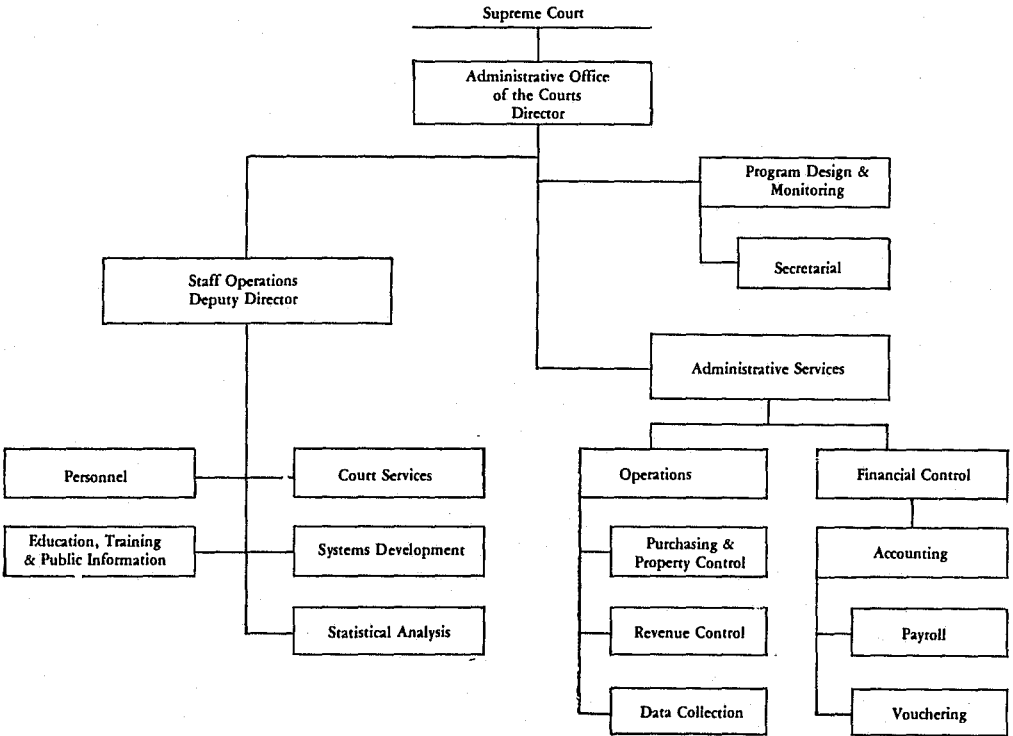 Supreme Court
Administrative Office
of the Courts
Director
Program Design &
Monitoring
Secretarial
Staff Operations
Deputy Director
Administrative Services
Personnel
Court Services
Operations
Financial Control
Education, Training
& Public Information
Systems Development
Purchasing &
Property Control
Accounting
Statistical Analysis
Revenue Control
Payroll
Data Collection
Vouchering